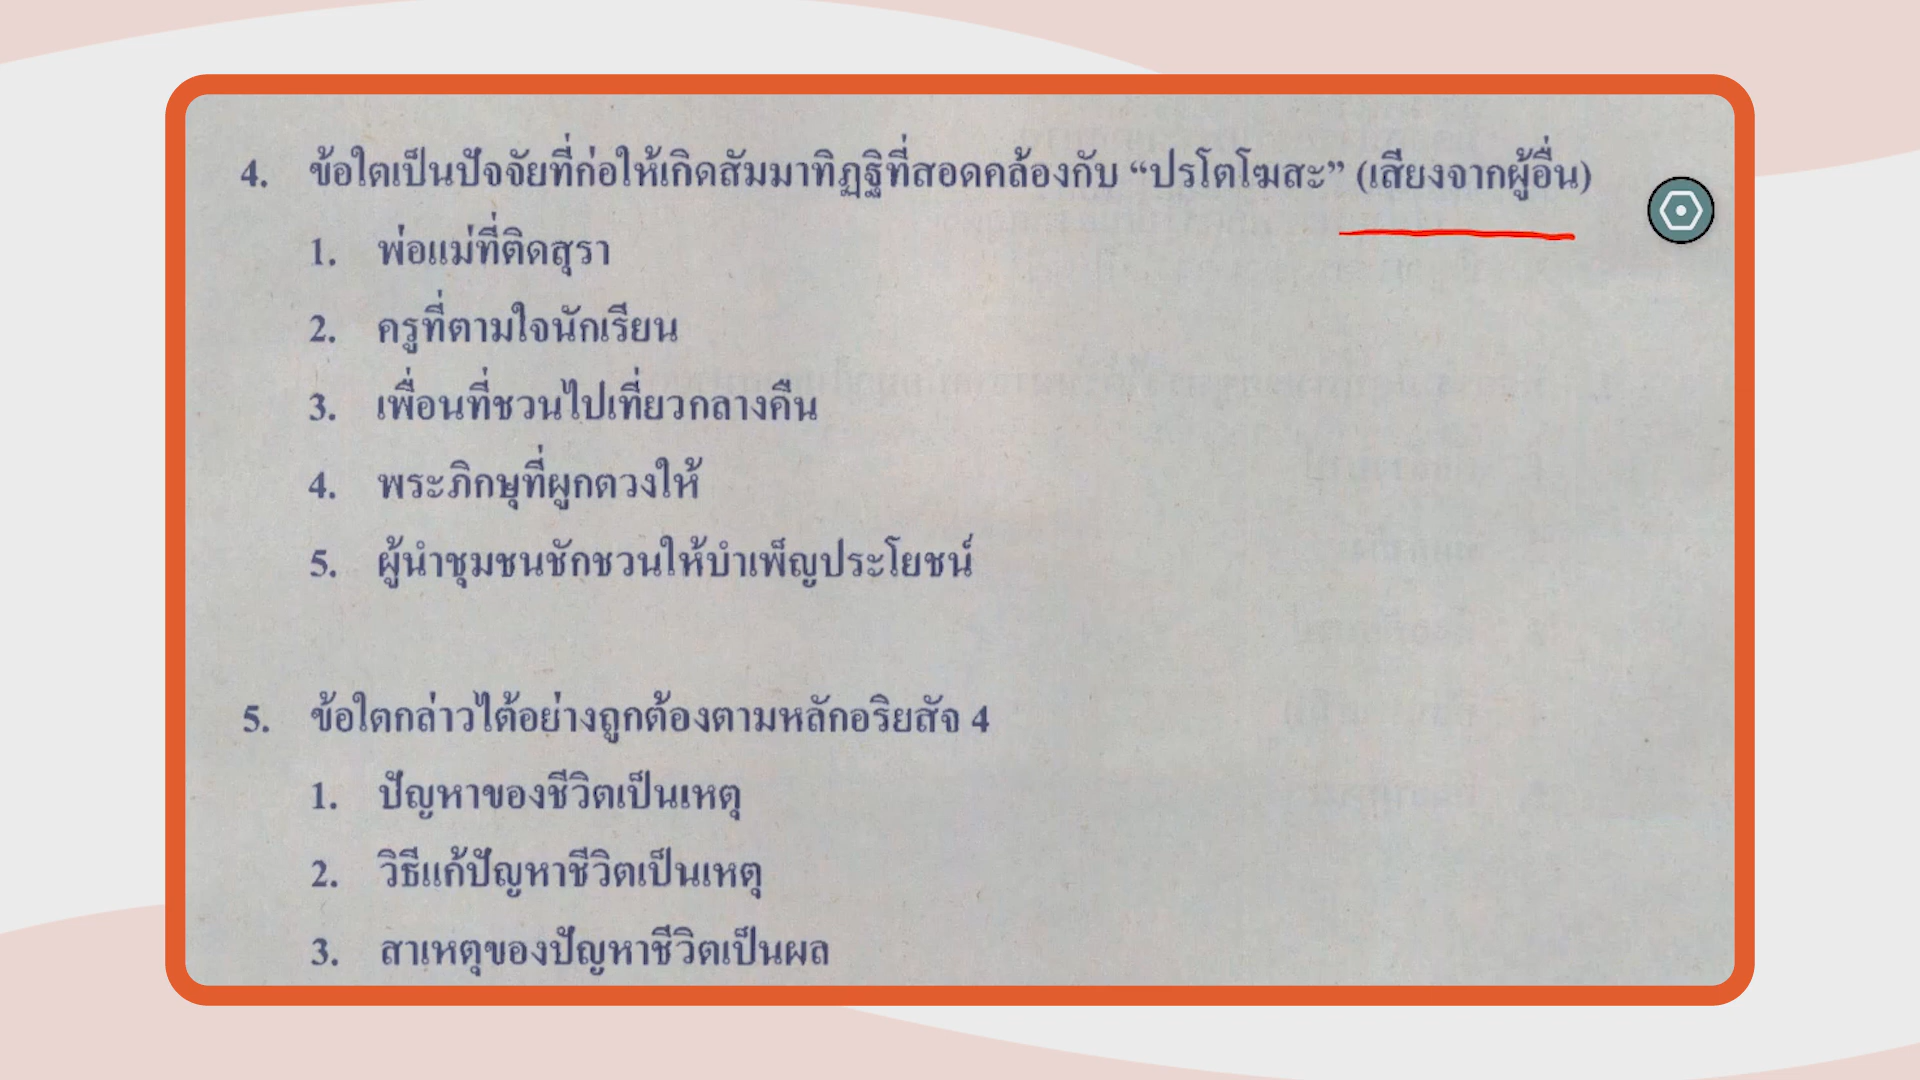 4. ข้อใดเป็นปัจจัยที่ก่อให้เกิดสัมมาทิฏฐิที่สอดคล้องกับ “ปรโตโฆสะ” (เสียงจากผู้อื่น)
1. พ่อแม่ที่ติดสุรา
2. ครูที่ตามใจนักเรียน
3. เพื่อนที่ชวนไปเที่ยวกลางคืน
4. พระภิกษุที่ผูกดวงให้
5. ผู้นำชุมชนชักชวนให้บำเพ็ญประโยชน์
5. ข้อใดกล่าวได้อย่างถูกต้องตามหลักอริยสัจ 4
1. ปัญหาของชีวิตเป็นเหตุ
2. วิธีแก้ปัญหาชีวิตเป็นเหตุ
3. สาเหตุของปัญหาชีวิตเป็นผล